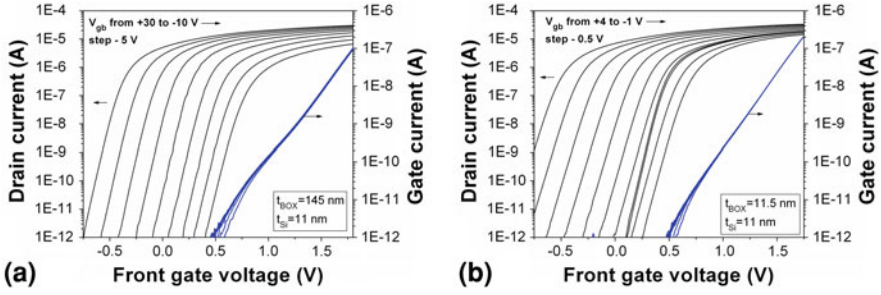 V_gb from +30 to -10 V
step - 5 V
Drain current (A)
1E-4
1E-5
1E-6
1E-7
1E-8
1E-9
1E-10
1E-11
1E-12
-0.5 0.0 0.5 1.0 1.5
Front gate voltage (V)
1E-6
1E-7
1E-8
1E-9
1E-10
1E-11
1E-12
Gate current (A)
t_BOX=145 nm
t_Si=11 nm
(a)
V_gb from +4 to -1 V
step - 0.5 V
Drain current (A)
1E-4
1E-5
1E-6
1E-7
1E-8
1E-9
1E-10
1E-11
1E-12
-0.5 0.0 0.5 1.0 1.5
Front gate voltage (V)
1E-6
1E-7
1E-8
1E-9
1E-10
1E-11
1E-12
Gate current (A)
t_BOX=11.5 nm
t_Si=11 nm
(b)